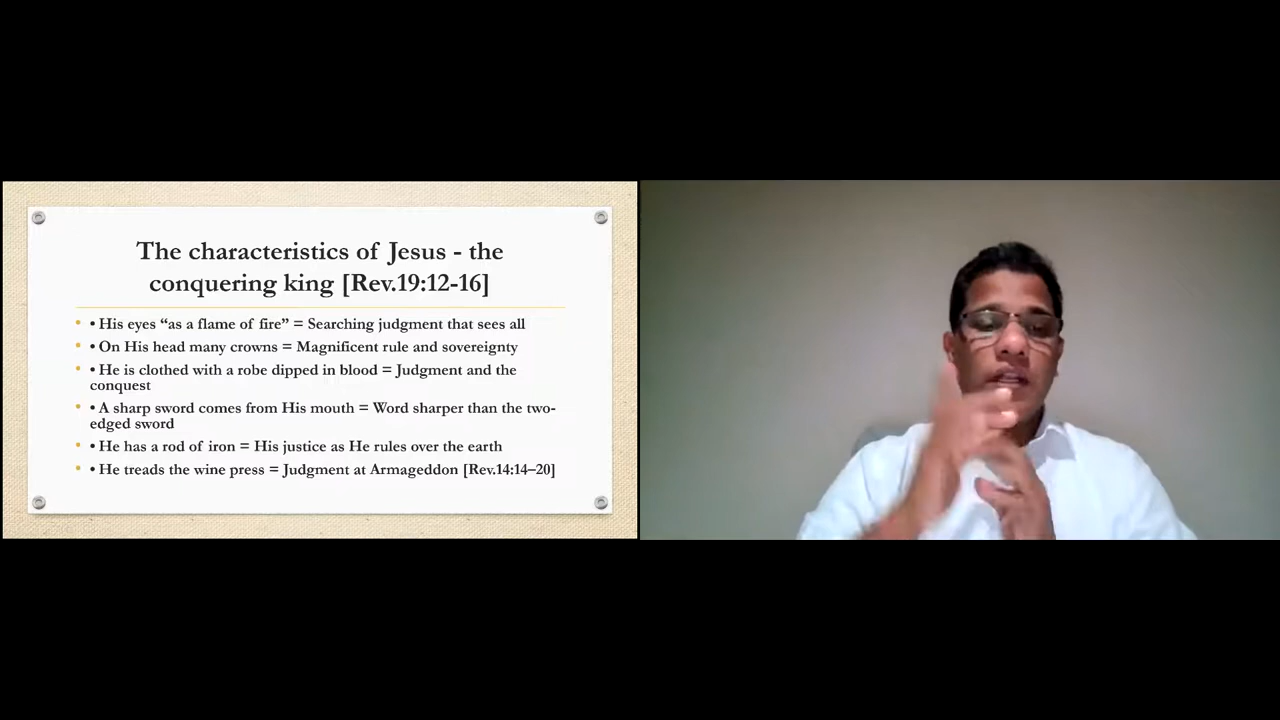 The characteristics of Jesus - the
conquering king [Rev.19:12-16]
• • His eyes “as a flame of fire” = Searching judgment that sees all
• • On His head many crowns = Magnificent rule and sovereignty
• • He is clothed with a robe dipped in blood = Judgment and the
conquest
• • A sharp sword comes from His mouth = Word sharper than the two-
edged sword
• • He has a rod of iron = His justice as He rules over the earth
• • He treads the wine press = Judgment at Armageddon [Rev.14:14–20]